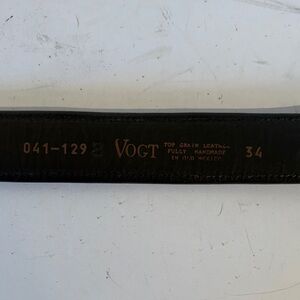 041-129 VOGT TOP GRAIN LEATHER 34
FULLY HANDMADE
IN OLD MEXICO